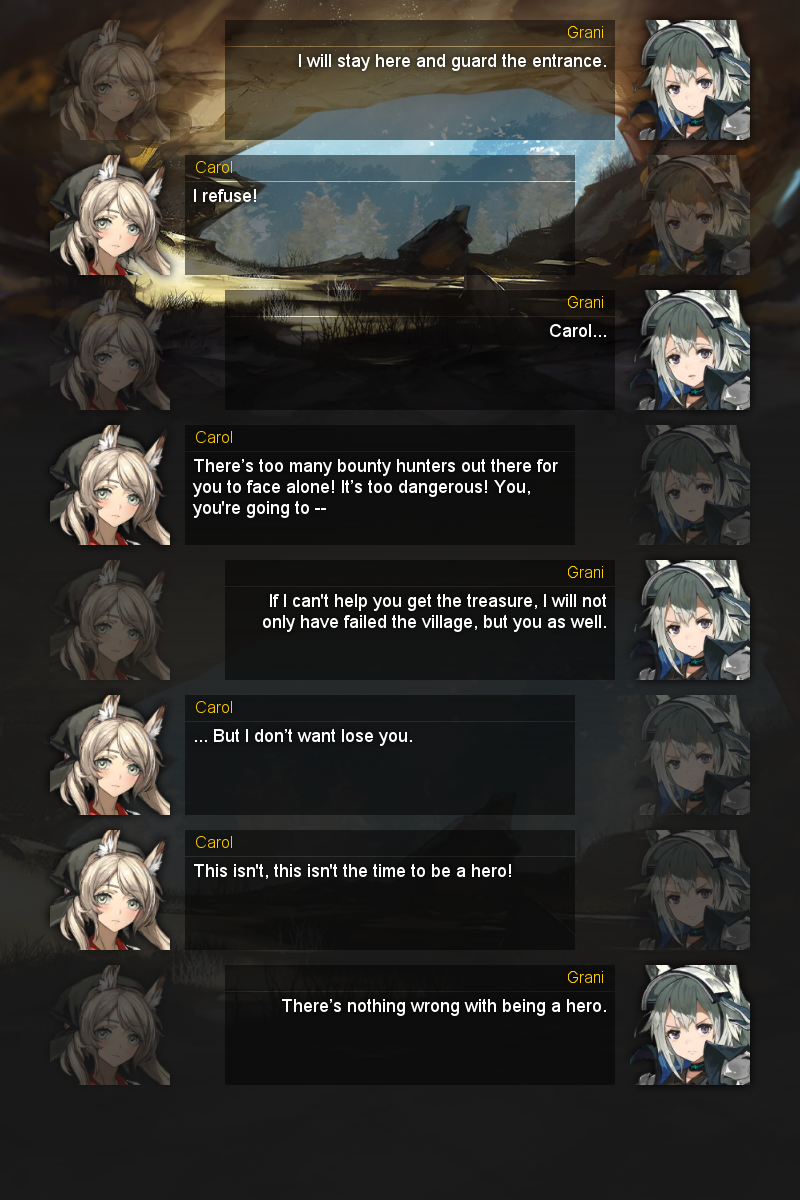 Grani
I will stay here and guard the entrance.
Carol
I refuse!
Grani
Carol...
Carol
There’s too many bounty hunters out there for
you to face alone! It’s too dangerous! You,
you're going to --
Grani
If I can't help you get the treasure, I will not
only have failed the village, but you as well.
Carol
... But I don’t want lose you.
Carol
This isn't, this isn't the time to be a hero!
Grani
There’s nothing wrong with being a hero.